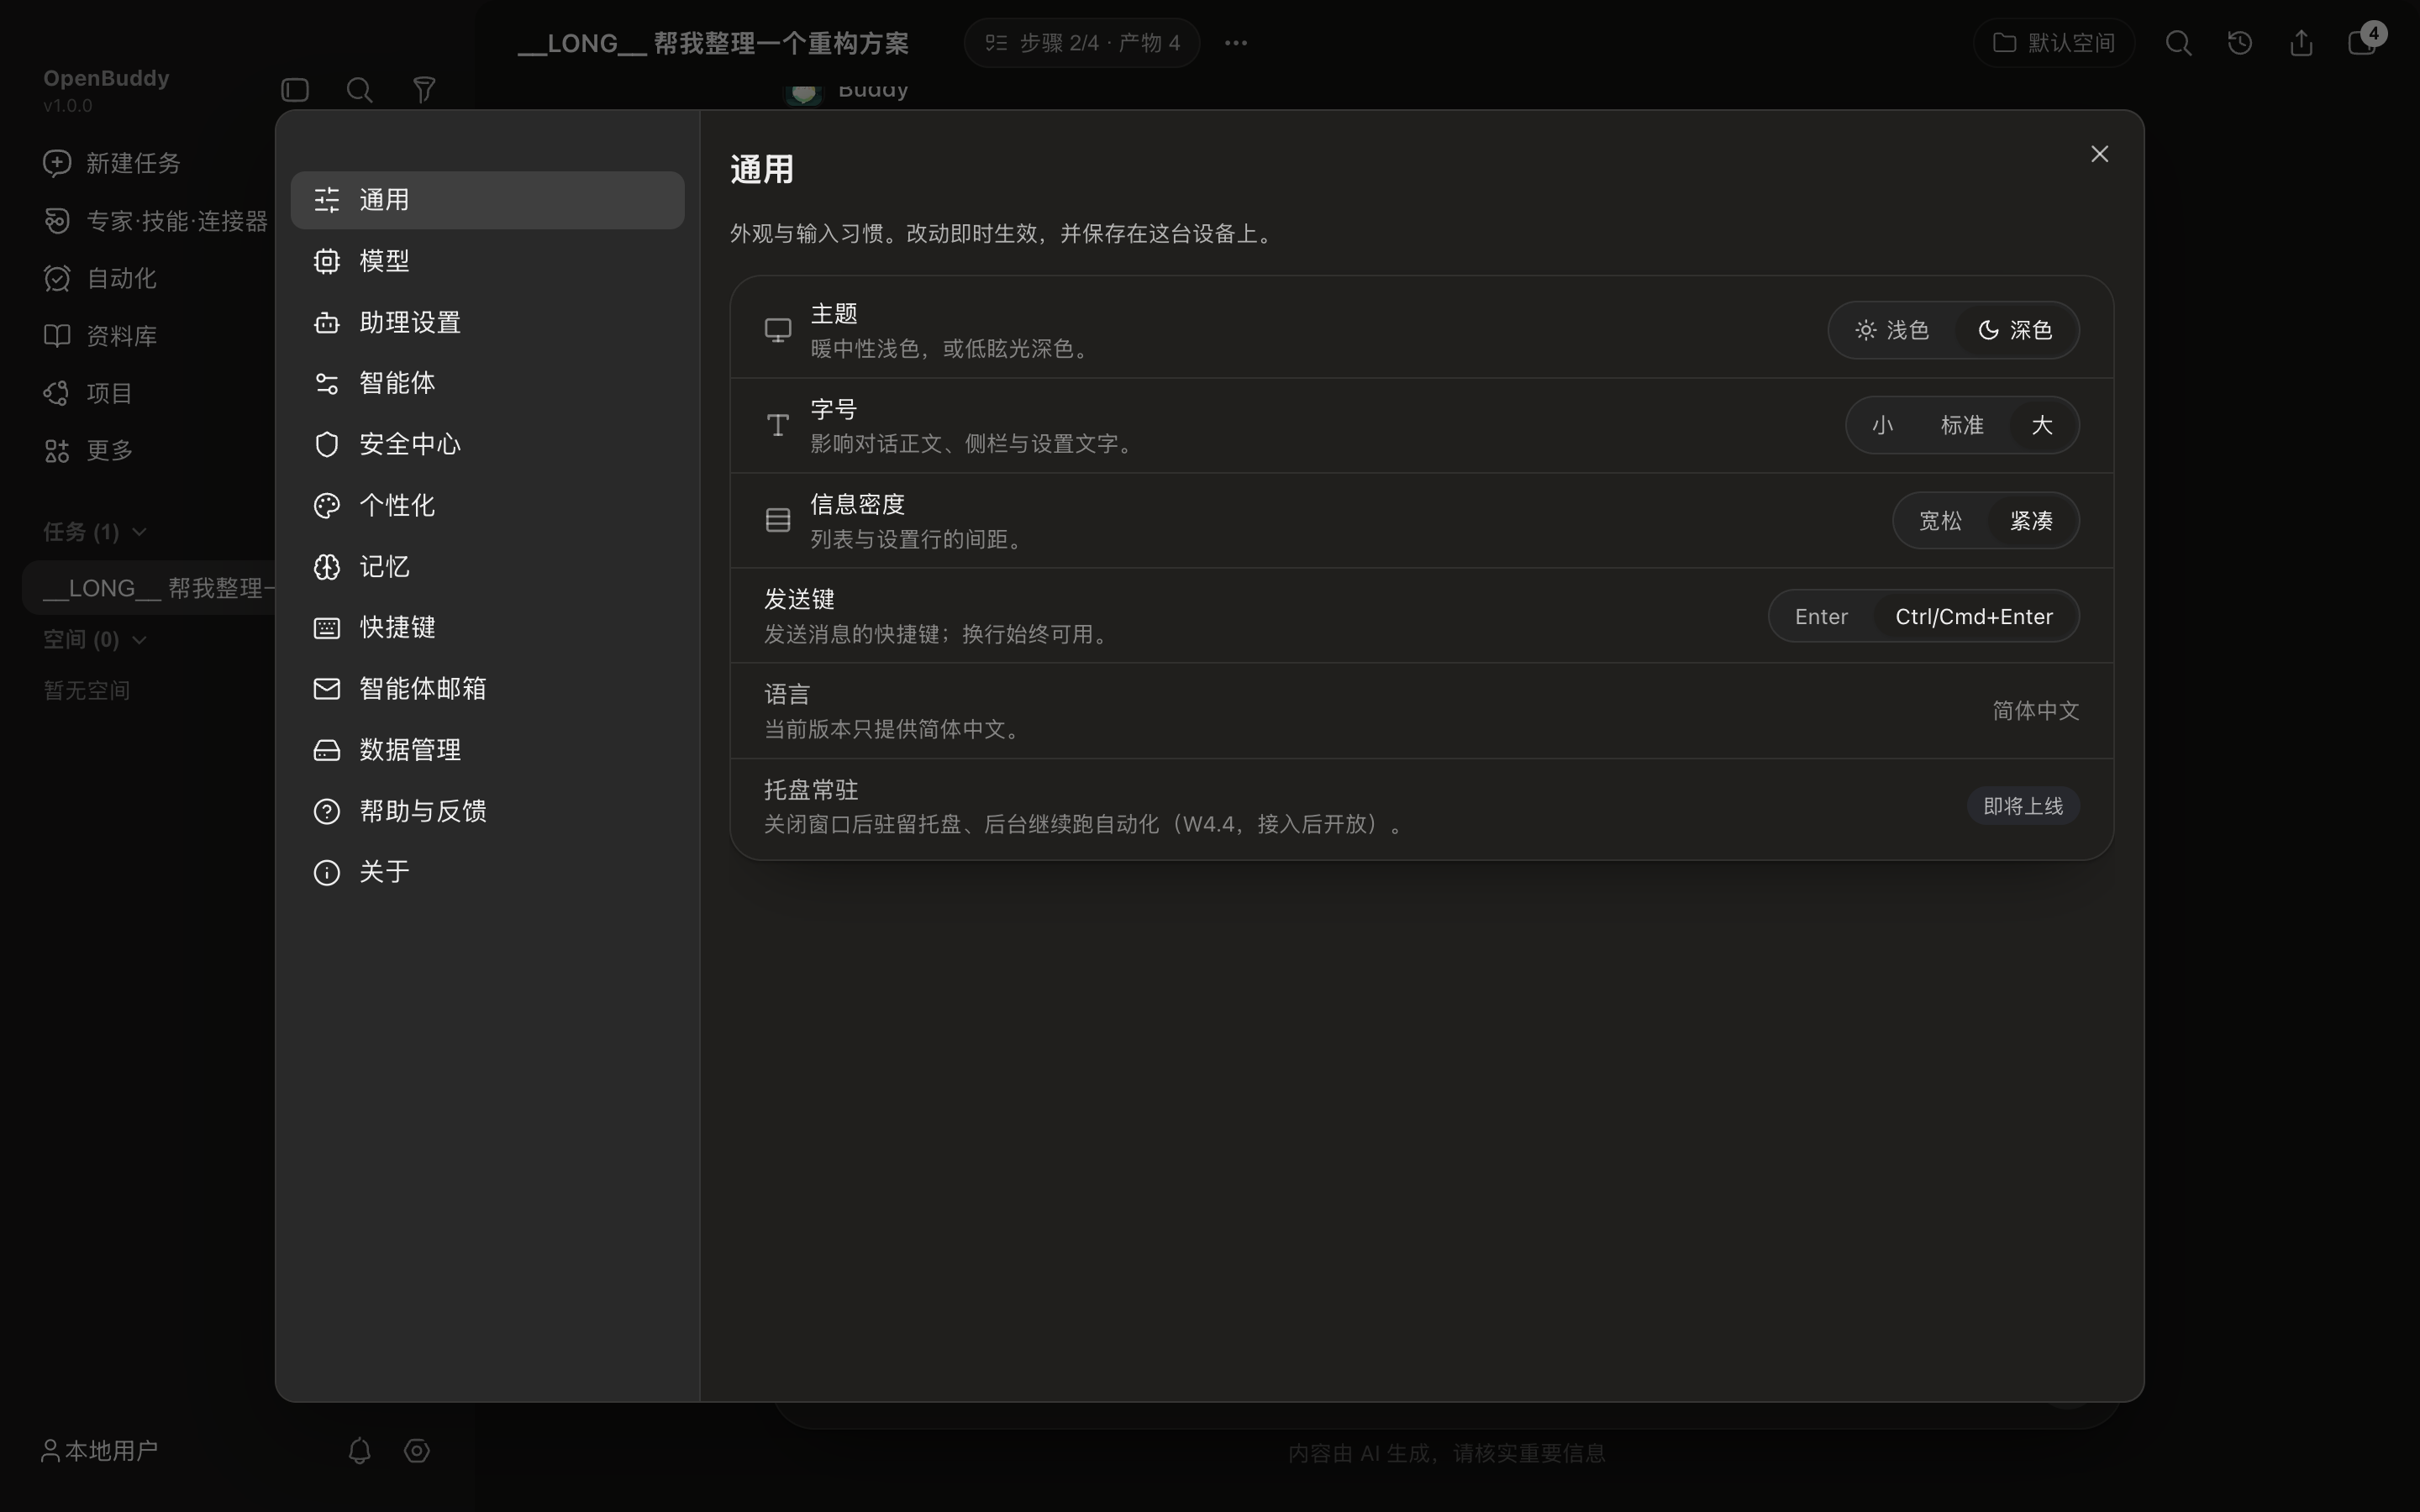 OpenBuddy
v1.0.0
新建任务
专家·技能·连接器
自动化
资料库
项目
更多
任务 (1)
__LONG__ 帮我整理一
空间 (0)
暂无空间
本地用户
__LONG__ 帮我整理一个重构方案
步骤 2/4 · 产物 4
默认空间
4
Buddy
通用
模型
助理设置
智能体
安全中心
个性化
记忆
快捷键
智能体邮箱
数据管理
帮助与反馈
关于
通用
外观与输入习惯。改动即时生效，并保存在这台设备上。
主题
暖中性浅色，或低眩光深色。
浅色 深色
字号
影响对话正文、侧栏与设置文字。
小 标准 大
信息密度
列表与设置行的间距。
宽松 紧凑
发送键
发送消息的快捷键；换行始终可用。
Enter Ctrl/Cmd+Enter
语言
当前版本只提供简体中文。
简体中文
托盘常驻
关闭窗口后驻留托盘、后台继续跑自动化（W4.4，接入后开放）。
即将上线
内容由 AI 生成，请核实重要信息